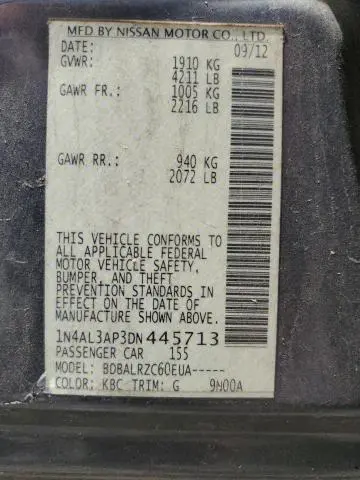 MFD BY NISSAN MOTOR CO., LTD.
DATE: 09/12
GVWR: 1910 KG
4211 LB
GAWR FR.: 1005 KG
2216 LB
GAWR RR.: 940 KG
2072 LB
THIS VEHICLE CONFORMS TO
ALL APPLICABLE FEDERAL
MOTOR VEHICLE SAFETY,
BUMPER, AND THEFT
PREVENTION STANDARDS IN
EFFECT ON THE DATE OF
MANUFACTURE SHOWN ABOVE.
1N4AL3AP3DN445713
PASSENGER CAR 155
MODEL: BDBALRZC60EUA-----
COLOR: KBC TRIM: G 9N00A